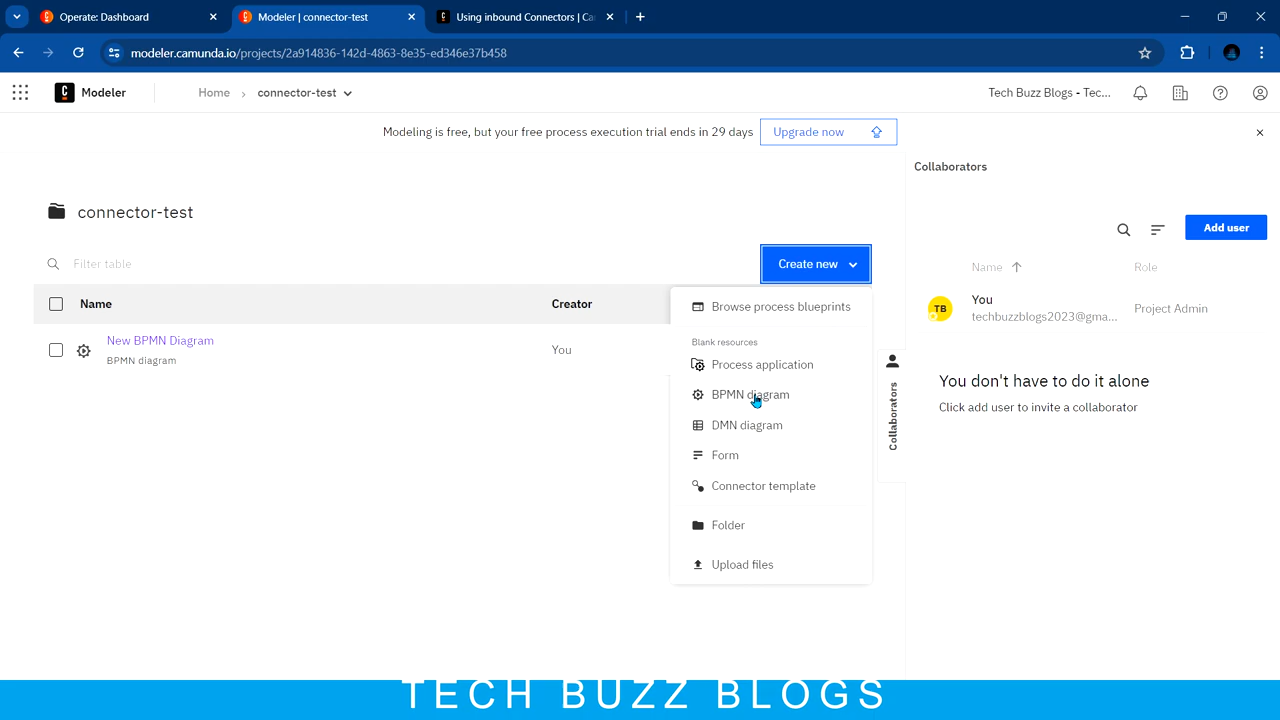 Operate: Dashboard
Modeler | connector-test
Using inbound Connectors | Ca
modeler.camunda.io/projects/2a914836-142d-4863-8e35-ed346e37b458
Modeler
Home
connector-test
Tech Buzz Blogs - Tec...
Modeling is free, but your free process execution trial ends in 29 days
Upgrade now
Collaborators
connector-test
Add user
Filter table
Create new
Name
Role
Name
Creator
Browse process blueprints
You
techbuzzblogs2023@gma...
Project Admin
TB
New BPMN Diagram
BPMN diagram
You
Blank resources
Process application
BPMN diagram
DMN diagram
Form
Connector template
Folder
Upload files
Collaborators
You don't have to do it alone
Click add user to invite a collaborator
TECH BUZZ BLOGS